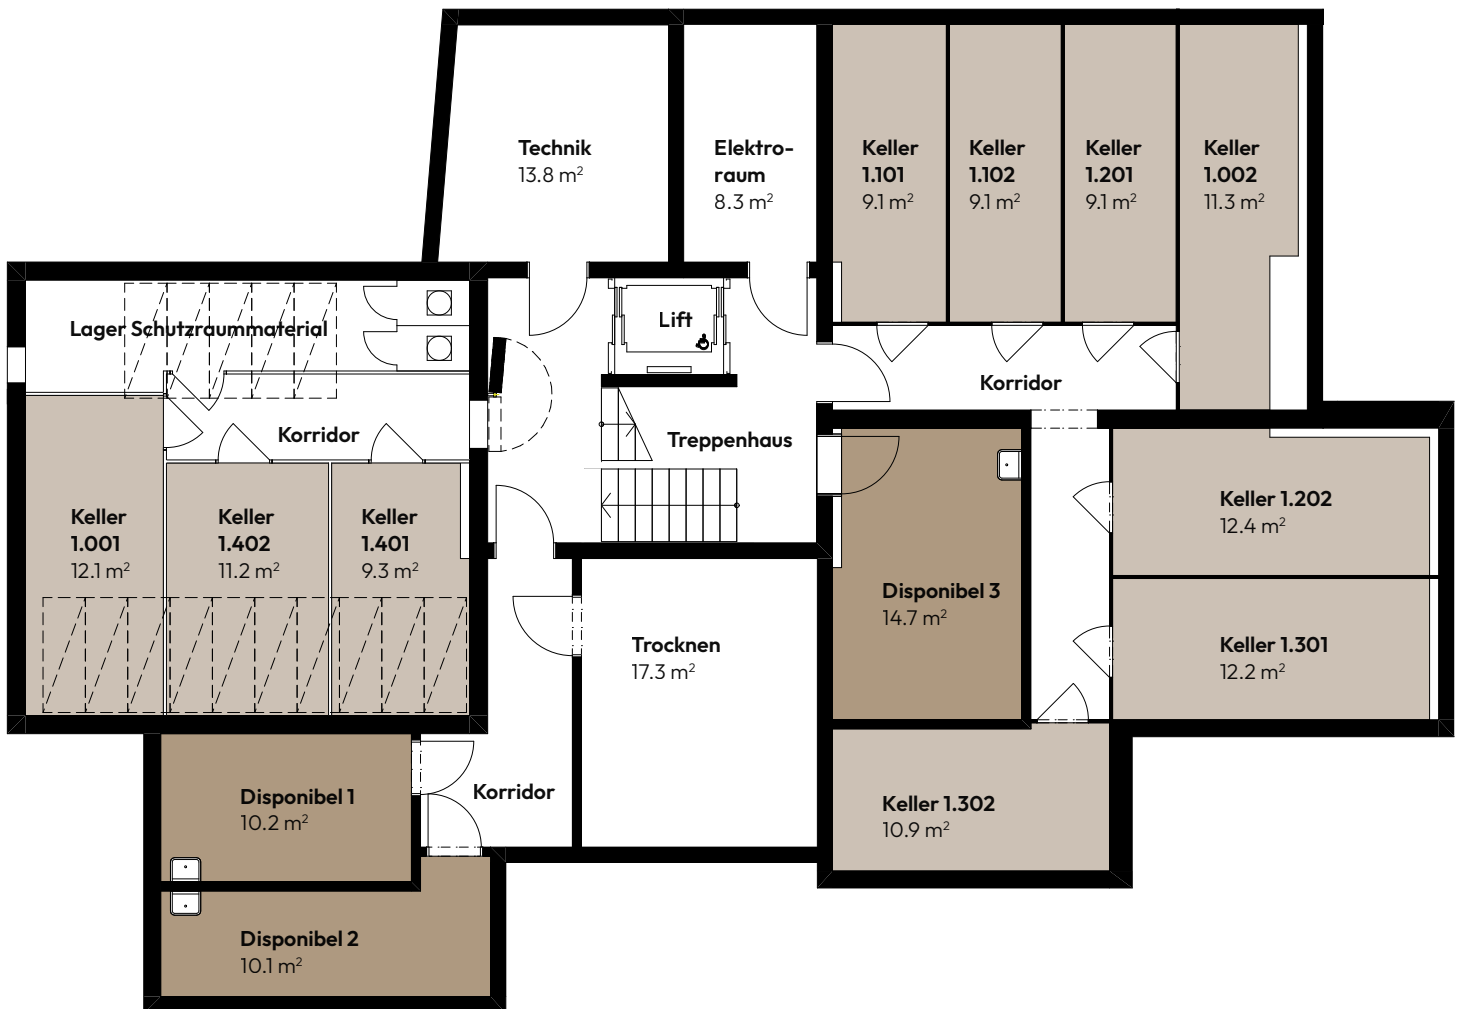 Technik
13.8 m²
Elektro-
raum
8.3 m²
Keller
1.101
9.1 m²
Keller
1.102
9.1 m²
Keller
1.201
9.1 m²
Keller
1.002
11.3 m²
Lager Schutzraummaterial
Lift
Korridor
Korridor
Treppenhaus
Keller
1.001
12.1 m²
Keller
1.402
11.2 m²
Keller
1.401
9.3 m²
Keller 1.202
12.4 m²
Disponibel 3
14.7 m²
Trocknen
17.3 m²
Keller 1.301
12.2 m²
Disponibel 1
10.2 m²
Korridor
Keller 1.302
10.9 m²
Disponibel 2
10.1 m²